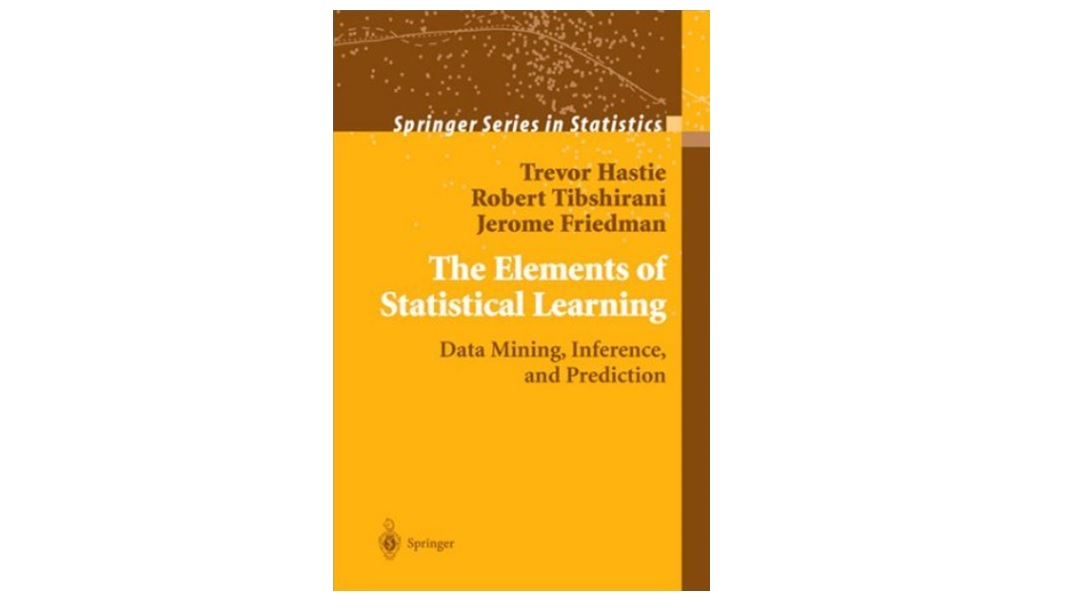 Springer Series in Statistics
Trevor Hastie
Robert Tibshirani
Jerome Friedman
The Elements of
Statistical Learning
Data Mining, Inference,
and Prediction
Springer